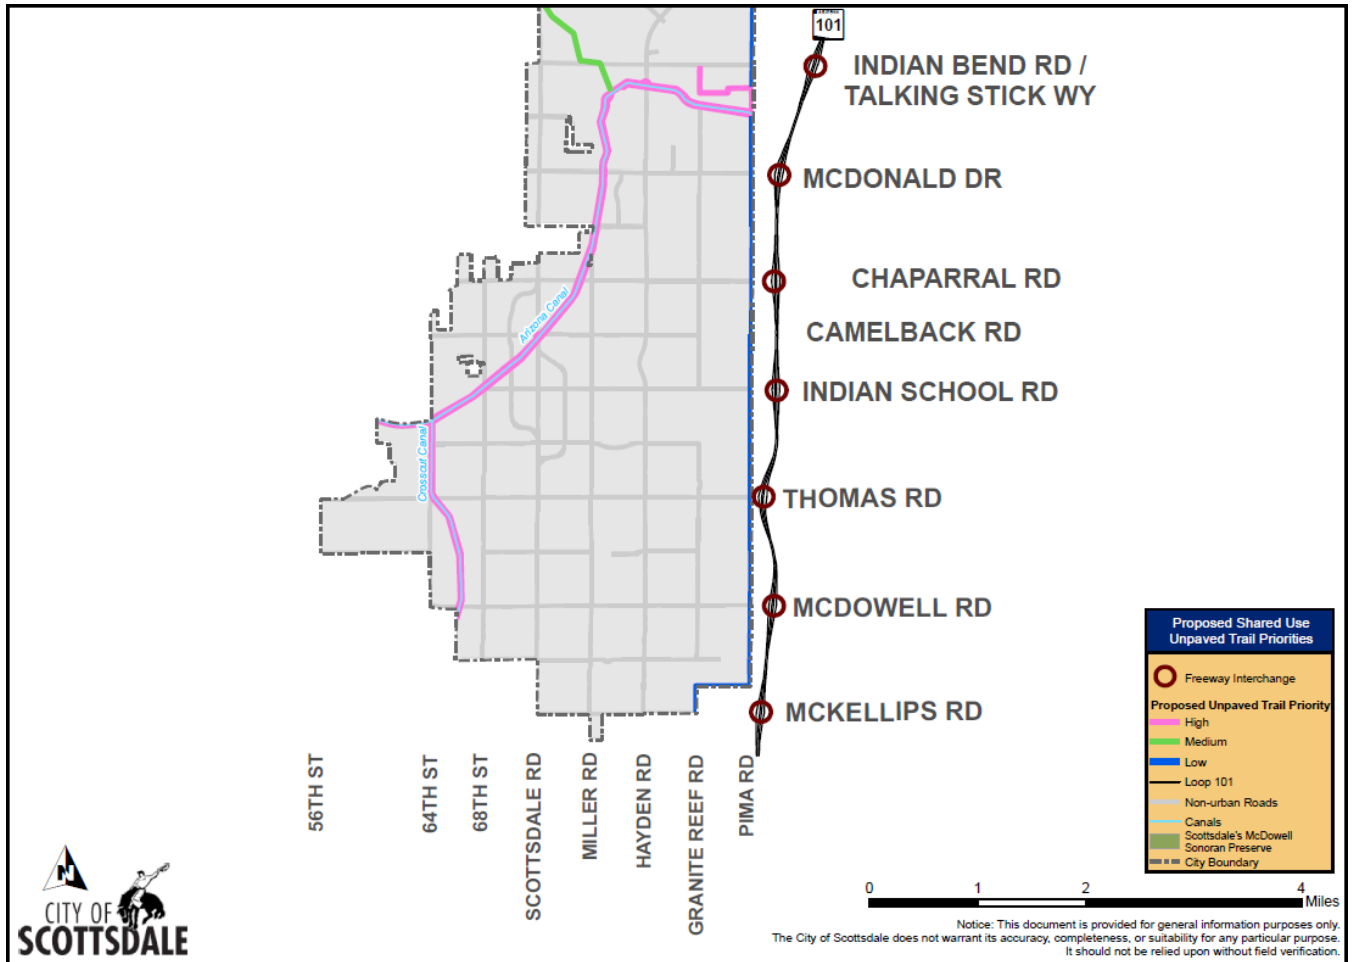 101
INDIAN BEND RD /
TALKING STICK WY
MCDONALD DR
CHAPARRAL RD
CAMELBACK RD
INDIAN SCHOOL RD
THOMAS RD
MCDOWELL RD
MCKELLIPS RD
Arizona Canal
Crosscut Canal
56TH ST
64TH ST
68TH ST
SCOTTSDALE RD
MILLER RD
HAYDEN RD
GRANITE REEF RD
PIMA RD
Proposed Shared Use
Unpaved Trail Priorities
Freeway Interchange
Proposed Unpaved Trail Priority
High
Medium
Low
Loop 101
Non-urban Roads
Canals
Scottsdale's McDowell
Sonoran Preserve
City Boundary
N
CITY OF
SCOTTSDALE
0 1 2 4
Miles
Notice: This document is provided for general information purposes only.
The City of Scottsdale does not warrant its accuracy, completeness, or suitability for any particular purpose.
It should not be relied upon without field verification.